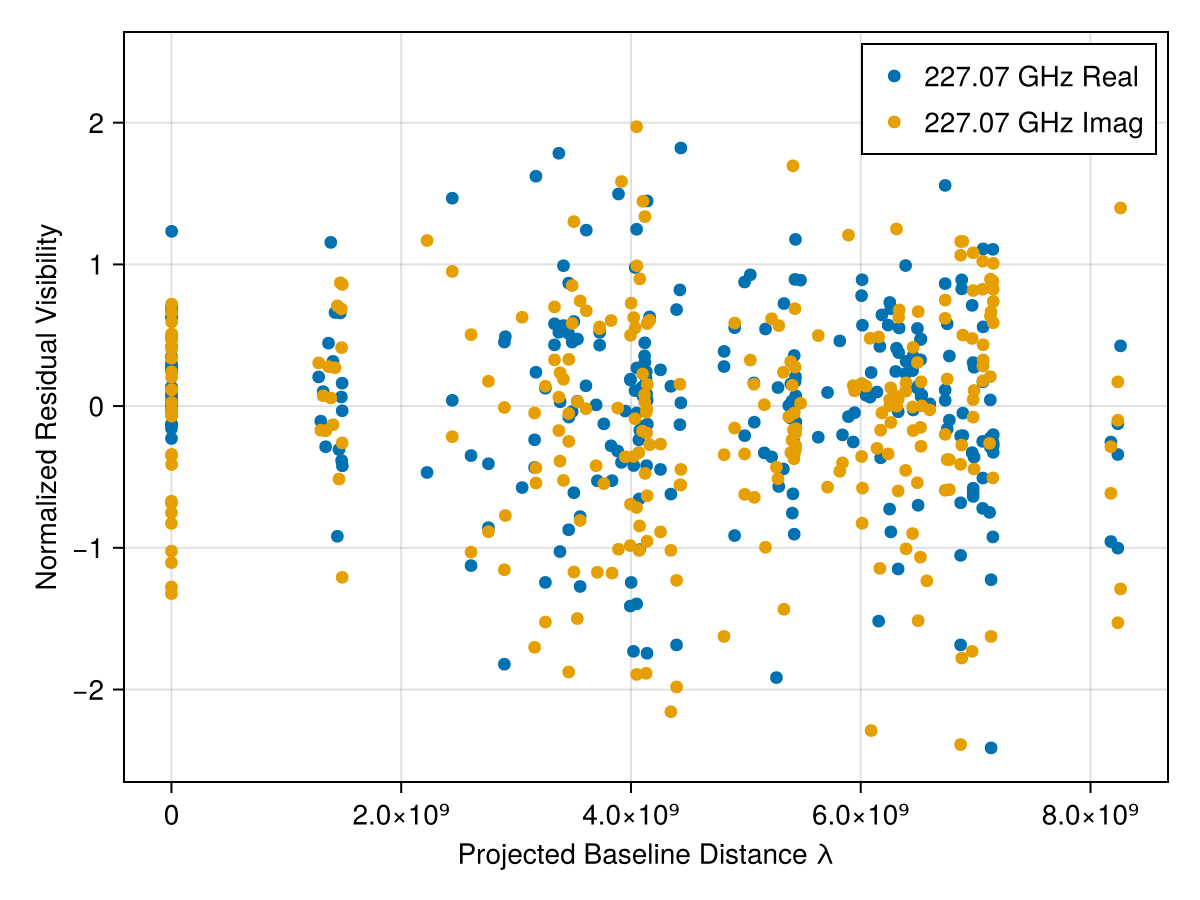 227.07 GHz Real
227.07 GHz Imag
Normalized Residual Visibility
2
1
0
−1
−2
0 2.0×10⁹ 4.0×10⁹ 6.0×10⁹ 8.0×10⁹
Projected Baseline Distance λ